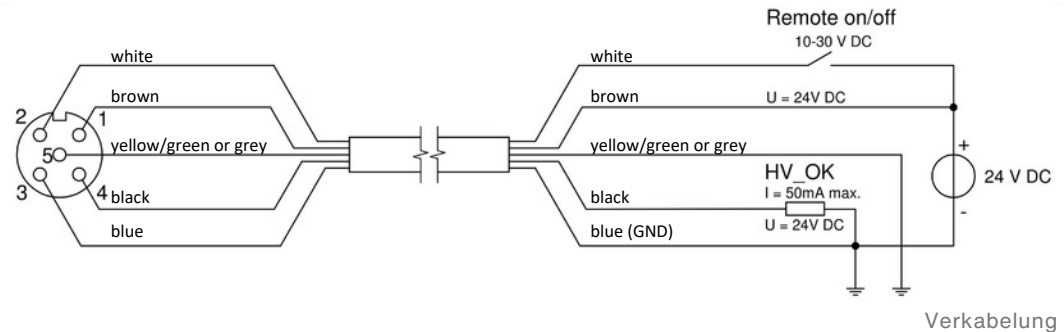 Remote on/off
10-30 V DC
white
white
brown
brown
U = 24V DC
2
1
yellow/green or grey
yellow/green or grey
5
+
24 V DC
HV_OK
I = 50mA max.
3
4
black
black
-
U = 24V DC
blue
blue (GND)
Verkabelung